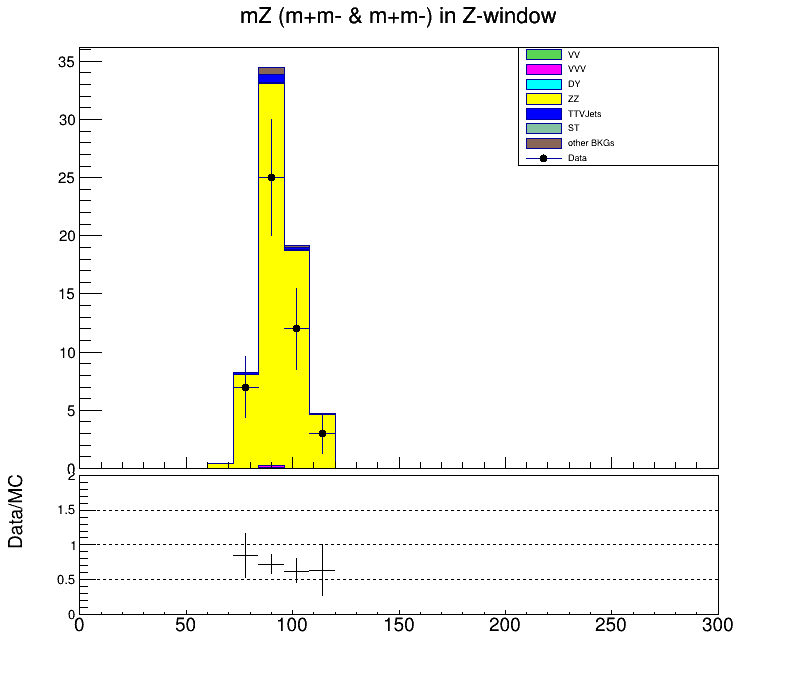 mZ (m+m- & m+m-) in Z-window
35
30
25
20
15
10
5
0
VV
VVV
DY
ZZ
TTVJets
ST
other BKGs
Data
Data/MC
2
1.5
1
0.5
0
0 50 100 150 200 250 300